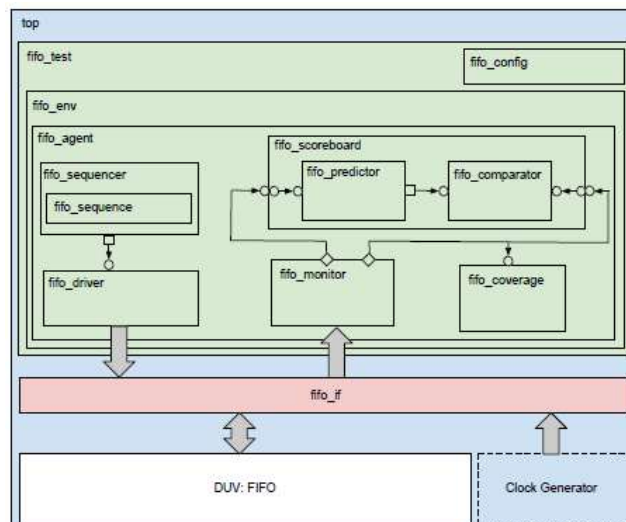 top
fifo_test
fifo_config
fifo_env
fifo_agent
fifo_scoreboard
fifo_sequencer
fifo_predictor
fifo_comparator
fifo_sequence
fifo_driver
fifo_monitor
fifo_coverage
fifo_if
DUV: FIFO
Clock Generator